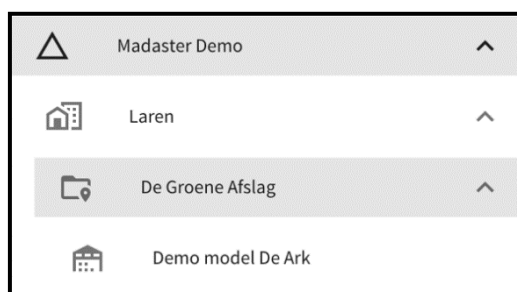 Madaster Demo
Laren
De Groene Afslag
Demo model De Ark